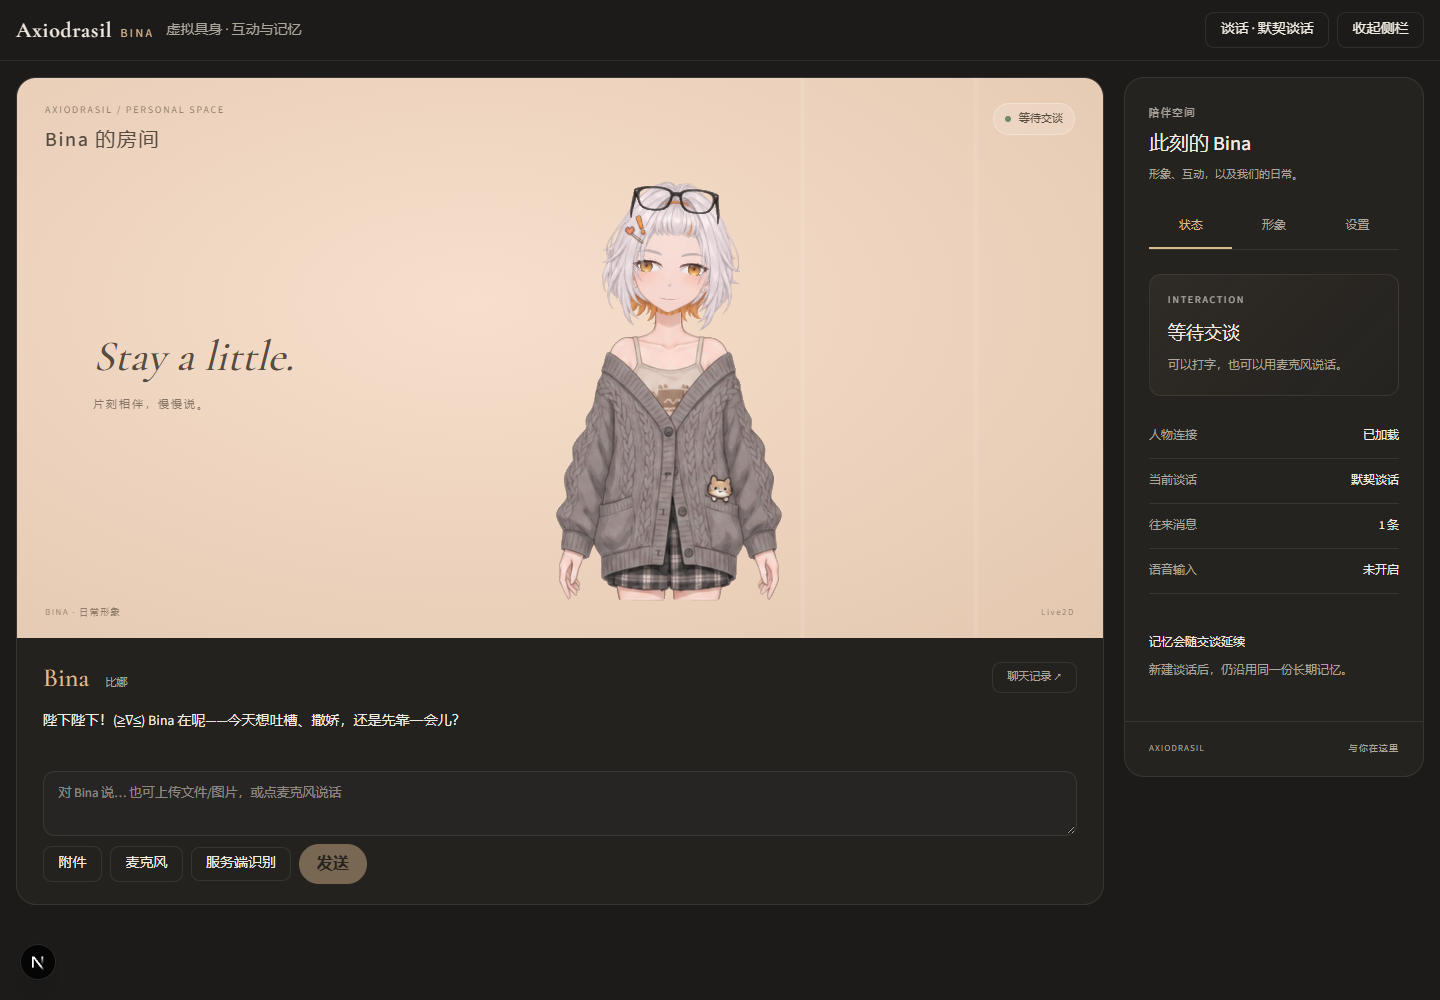 Axiodrasil BINA 虚拟具身 · 互动与记忆
谈话 · 默契谈话
收起侧栏
AXIODRASIL / PERSONAL SPACE
Bina 的房间
等待交谈
Stay a little.
片刻相伴，慢慢说。
BINA · 日常形象
Live2D
Bina 比娜
聊天记录↗
陛下陛下！(≥∇≤) Bina 在呢——今天想吐槽、撒娇，还是先靠一会儿？
对 Bina 说… 也可上传文件/图片，或点麦克风说话
附件
麦克风
服务端识别
发送
陪伴空间
此刻的 Bina
形象、互动，以及我们的日常。
状态
形象
设置
INTERACTION
等待交谈
可以打字，也可以用麦克风说话。
人物连接 已加载
当前谈话 默契谈话
往来消息 1 条
语音输入 未开启
记忆会随交谈延续
新建谈话后，仍沿用同一份长期记忆。
AXIODRASIL 与你在这里
N